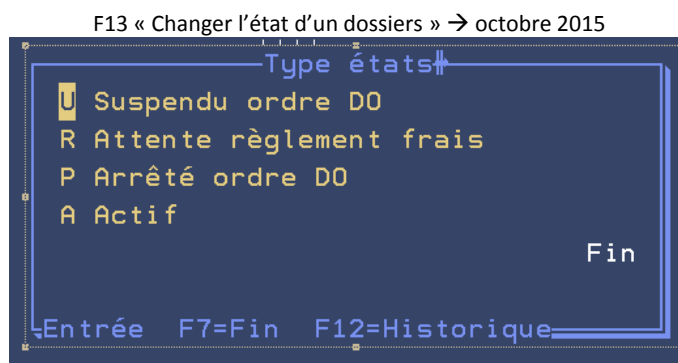 F13 « Changer l’état d’un dossiers » → octobre 2015
Type états
U Suspendu ordre DO
R Attente règlement frais
P Arrêté ordre DO
A Actif
Fin
Entrée F7=Fin F12=Historique